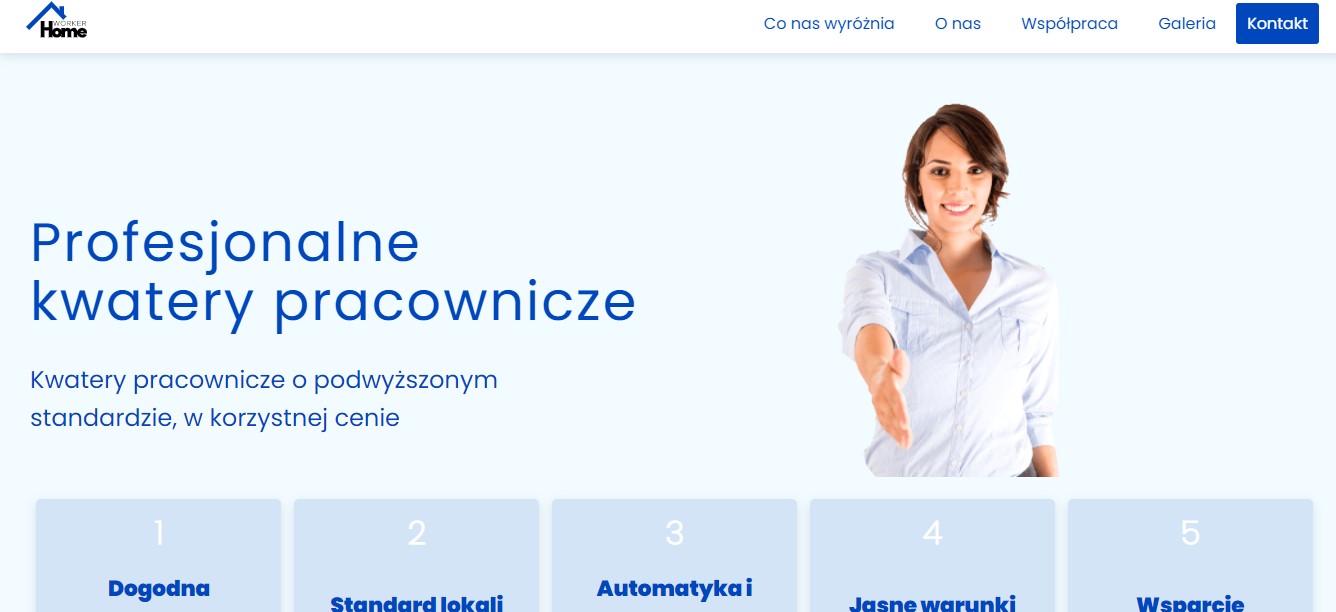 WORKER
Home
Co nas wyróżnia
O nas
Współpraca
Galeria
Kontakt
Profesjonalne
kwatery pracownicze
Kwatery pracownicze o podwyższonym
standardzie, w korzystnej cenie
1
2
3
4
5
Dogodna
Standard lokali
Automatyka i
Jasne warunki
Wsparcie